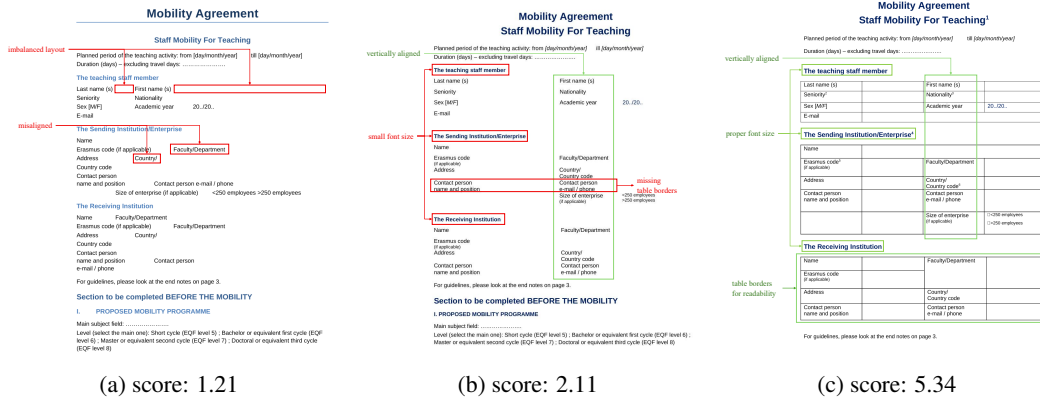 Mobility Agreement
Staff Mobility For Teaching
imbalanced layout
Planned period of the teaching activity: from [day/month/year] till [day/month/year]
Duration (days) – excluding travel days: ........................
The teaching staff member
Last name (s) First name (s)
Seniority Nationality
Sex [M/F] Academic year 20../20..
E-mail
misaligned
The Sending Institution/Enterprise
Name
Erasmus code (if applicable) Faculty/Department
Address Country/
Country code
Contact person
name and position Contact person e-mail / phone
Size of enterprise (if applicable) <250 employees >250 employees
The Receiving Institution
Name Faculty/Department
Erasmus code (if applicable) Faculty/Department
Address Country/
Country code
Contact person
name and position Contact person
e-mail / phone
For guidelines, please look at the end notes on page 3.
Section to be completed BEFORE THE MOBILITY
I. PROPOSED MOBILITY PROGRAMME
Main subject field: ........................
Level (select the main one): Short cycle (EQF level 5) ; Bachelor or equivalent first cycle (EQF
level 6) ; Master or equivalent second cycle (EQF level 7) ; Doctoral or equivalent third cycle
(EQF level 8)
(a) score: 1.21
Mobility Agreement
Staff Mobility For Teaching
vertically aligned
Planned period of the teaching activity: from [day/month/year] till [day/month/year]
Duration (days) – excluding travel days: ........................
The teaching staff member
Last name (s) First name (s)
Seniority Nationality
Sex [M/F] Academic year 20../20..
E-mail
small font size
The Sending Institution/Enterprise
Name
Erasmus code Faculty/Department
(if applicable)
Address Country/
Country code
Contact person Contact person
name and position e-mail / phone
missing
table borders
Size of enterprise <250 employees
(if applicable) >250 employees
The Receiving Institution
Name Faculty/Department
Erasmus code
(if applicable)
Address Country/
Country code
Contact person Contact person
name and position e-mail / phone
For guidelines, please look at the end notes on page 3.
Section to be completed BEFORE THE MOBILITY
I. PROPOSED MOBILITY PROGRAMME
Main subject field: ........................
Level (select the main one): Short cycle (EQF level 5) ; Bachelor or equivalent first cycle (EQF level 6) ;
Master or equivalent second cycle (EQF level 7) ; Doctoral or equivalent third cycle (EQF level 8)
(b) score: 2.11
Mobility Agreement
Staff Mobility For Teaching¹
Planned period of the teaching activity: from [day/month/year] till [day/month/year]
Duration (days) – excluding travel days: ........................
vertically aligned
The teaching staff member
Last name (s) First name (s)
Seniority² Nationality³
Sex [M/F] Academic year 20../20..
E-mail
proper font size
The Sending Institution/Enterprise⁴
Name
Erasmus code⁵ Faculty/Department
(if applicable)
Address Country/
Country code⁶
Contact person Contact person
name and position e-mail / phone
Size of enterprise ☐<250 employees
(if applicable) ☐>250 employees
The Receiving Institution
Name Faculty/Department
Erasmus code
(if applicable)
table borders
for readability
Address Country/
Country code
Contact person Contact person
name and position e-mail / phone
For guidelines, please look at the end notes on page 3.
(c) score: 5.34